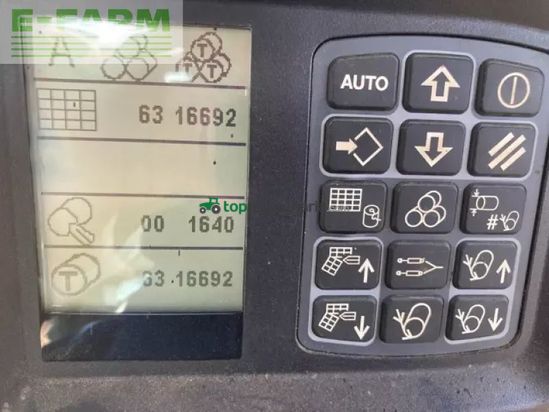 E-FARM
A T T T T
63 16692
AUTO
top
00 1640
#
T 63 16692